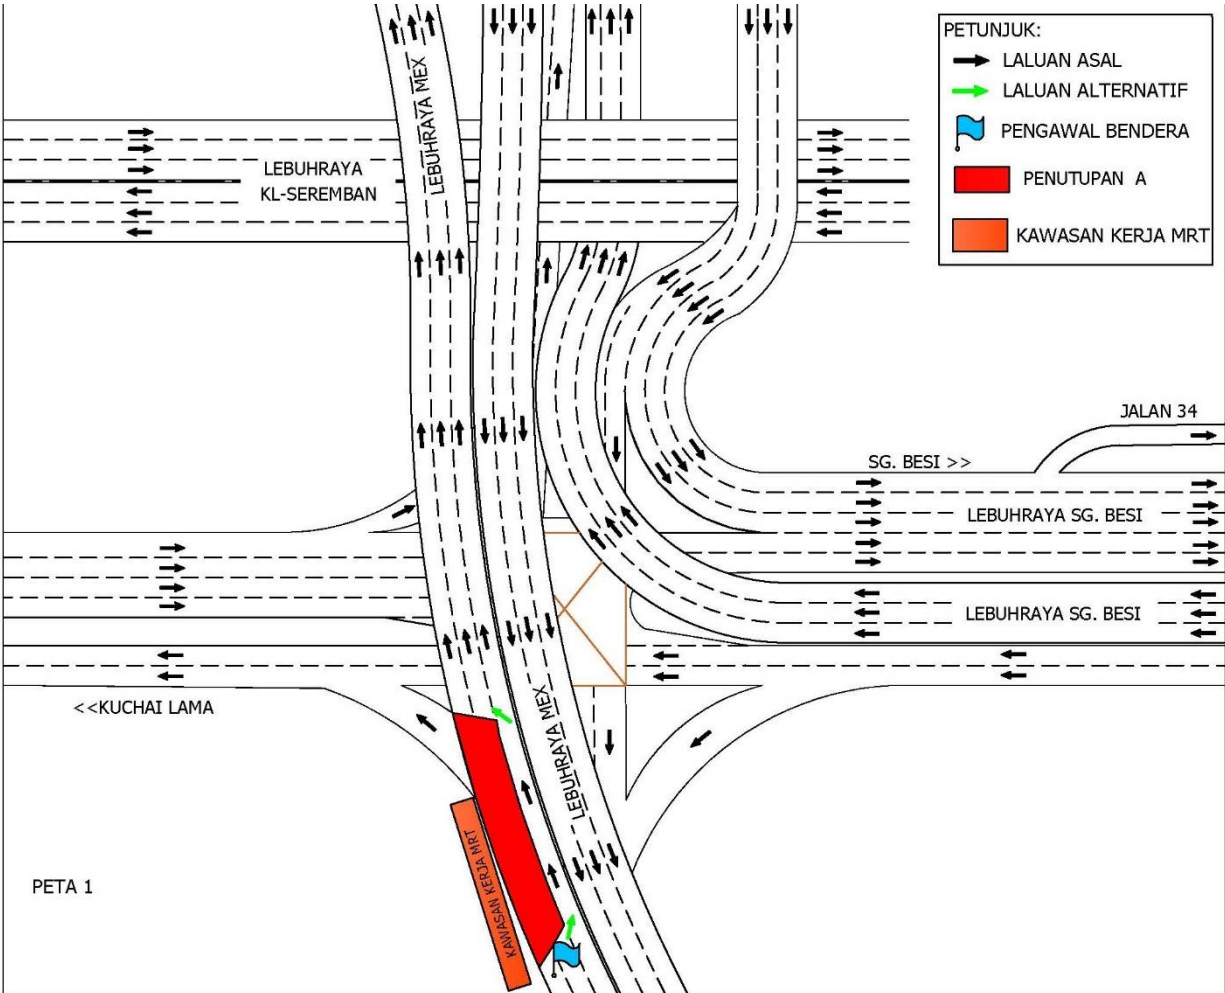 PETUNJUK:
LALUAN ASAL
LALUAN ALTERNATIF
PENGAWAL BENDERA
PENUTUPAN A
KAWASAN KERJA MRT
LEBUHRAYA MEX
LEBUHRAYA
KL-SEREMBAN
JALAN 34
SG. BESI >>
LEBUHRAYA SG. BESI
LEBUHRAYA SG. BESI
<<KUCHAI LAMA
LEBUHRAYA MEX
KAWASAN KERJA MRT
PETA 1